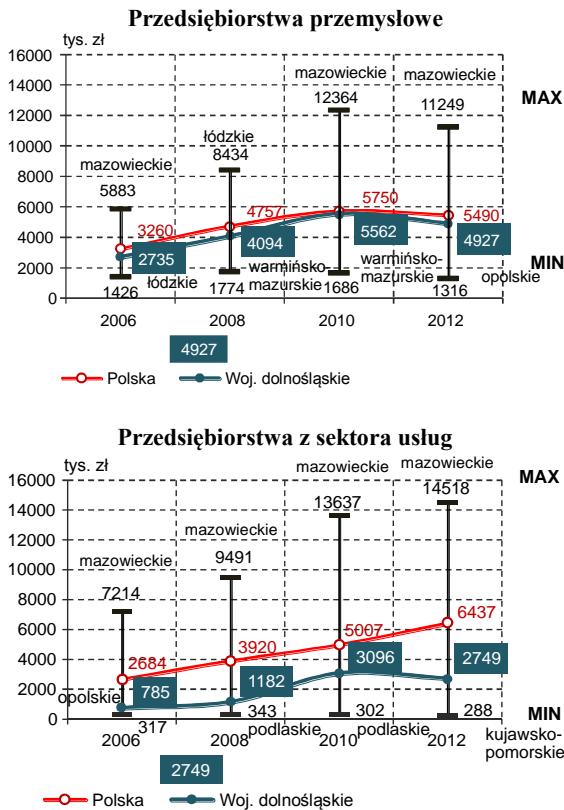 Przedsiębiorstwa przemysłowe
tys. zł
16000
14000
12000
10000
8000
6000
4000
2000
0
mazowieckie
5883
3260
2735
1426
łódzkie
łódzkie
8434
4757
4094
1774
warmińsko-
mazurskie
mazowieckie
12364
5750
5562
1686
warmińsko-
mazurskie
mazowieckie
11249
5490
4927
1316
opolskie
MAX
MIN
2006 2008 2010 2012
4927
Polska Woj. dolnośląskie
Przedsiębiorstwa z sektora usług
tys. zł
16000
14000
12000
10000
8000
6000
4000
2000
0
mazowieckie
7214
2684
785
opolskie
317
mazowieckie
9491
3920
1182
343
podlaskie
mazowieckie
13637
5007
3096
302
podlaskie
mazowieckie
14518
6437
2749
288
kujawsko-
pomorskie
MAX
MIN
2006 2008 2010 2012
2749
Polska Woj. dolnośląskie